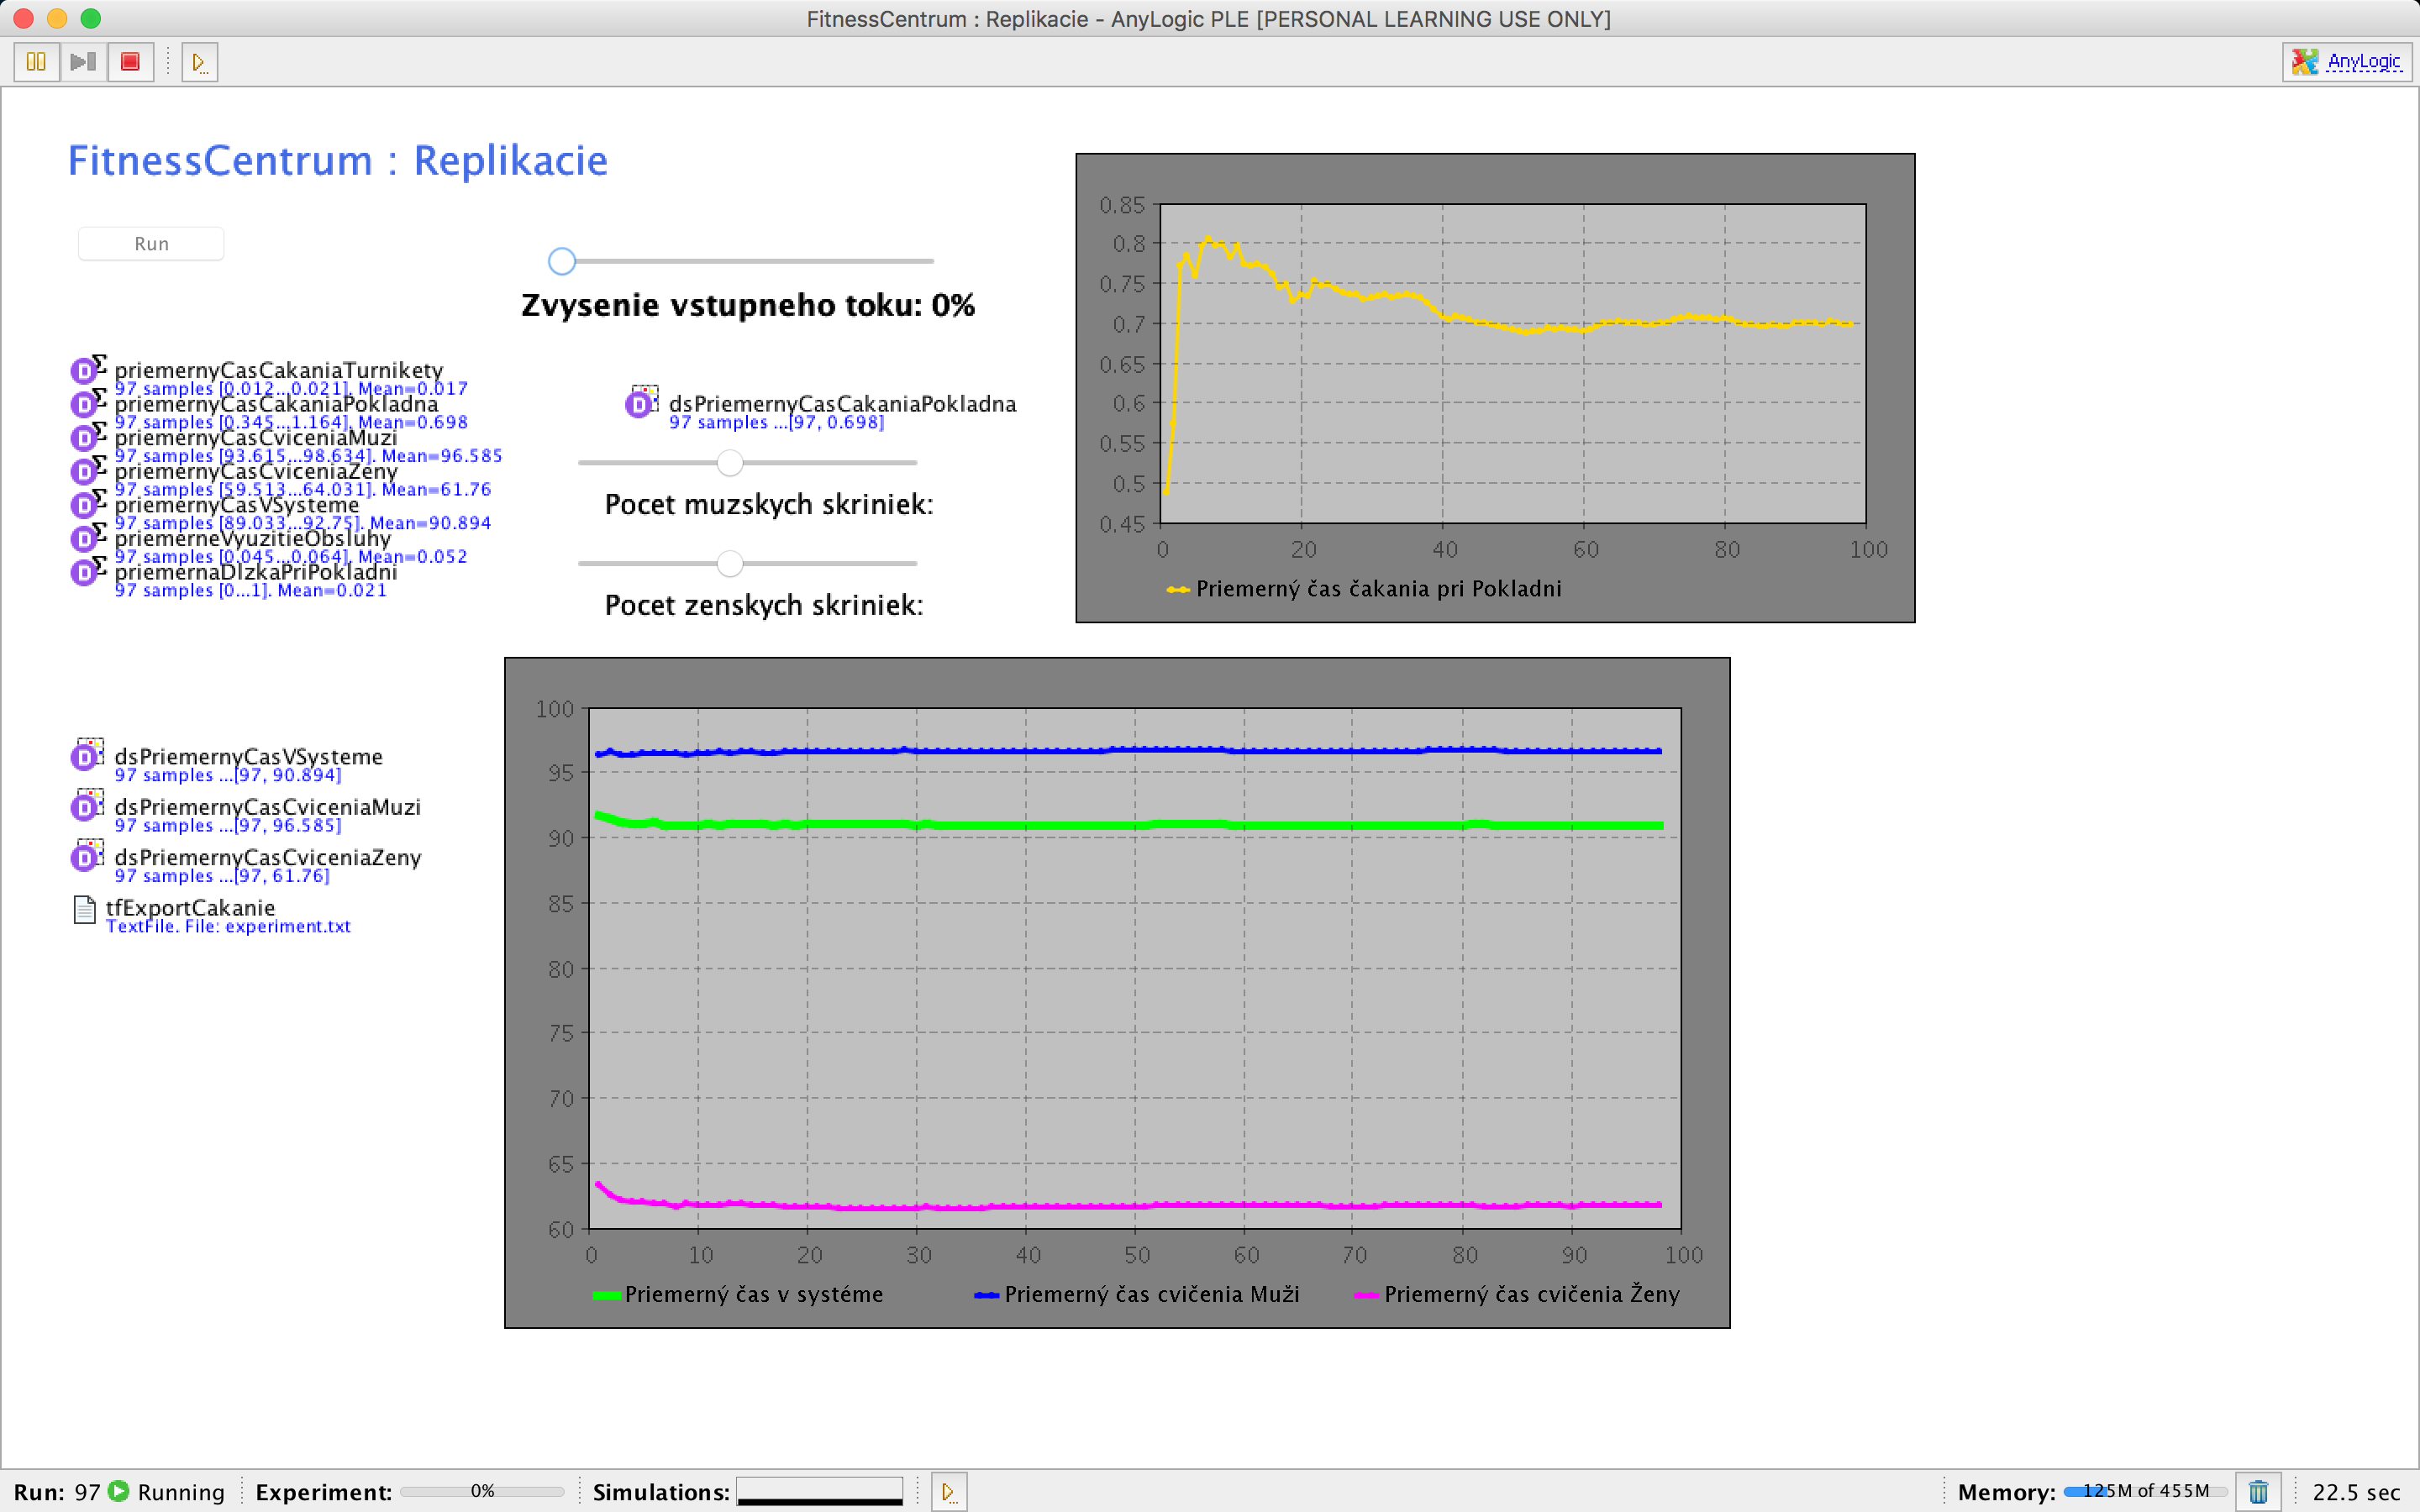 FitnessCentrum : Replikacie - AnyLogic PLE [PERSONAL LEARNING USE ONLY]
AnyLogic
FitnessCentrum : Replikacie
Run
Zvysenie vstupneho toku: 0%
priemernyCasCakaniaTurnikety
97 samples [0.012...0.021]. Mean=0.017
priemernyCasCakaniaPokladna
97 samples [0.345...1.164]. Mean=0.698
priemernyCasCviceniaMuzi
97 samples [93.615...98.634]. Mean=96.585
priemernyCasCviceniaZeny
97 samples [59.513...64.031]. Mean=61.76
priemernyCasVSysteme
97 samples [89.033...92.75]. Mean=90.894
priemerneVyuzitieObsluhy
97 samples [0.045...0.064]. Mean=0.052
priemernaDlzkaPriPokladni
97 samples [0...1]. Mean=0.021
dsPriemernyCasCakaniaPokladna
97 samples ...[97, 0.698]
Pocet muzskych skriniek:
Pocet zenskych skriniek:
0.85
0.8
0.75
0.7
0.65
0.6
0.55
0.5
0.45
0 20 40 60 80 100
Priemerný čas čakania pri Pokladni
dsPriemernyCasVSysteme
97 samples ...[97, 90.894]
dsPriemernyCasCviceniaMuzi
97 samples ...[97, 96.585]
dsPriemernyCasCviceniaZeny
97 samples ...[97, 61.76]
tfExportCakanie
TextFile. File: experiment.txt
100
95
90
85
80
75
70
65
60
0 10 20 30 40 50 60 70 80 90 100
Priemerný čas v systéme Priemerný čas cvičenia Muži Priemerný čas cvičenia Ženy
Run: 97 Running Experiment: 0% Simulations: Memory: 125M of 455M 22.5 sec